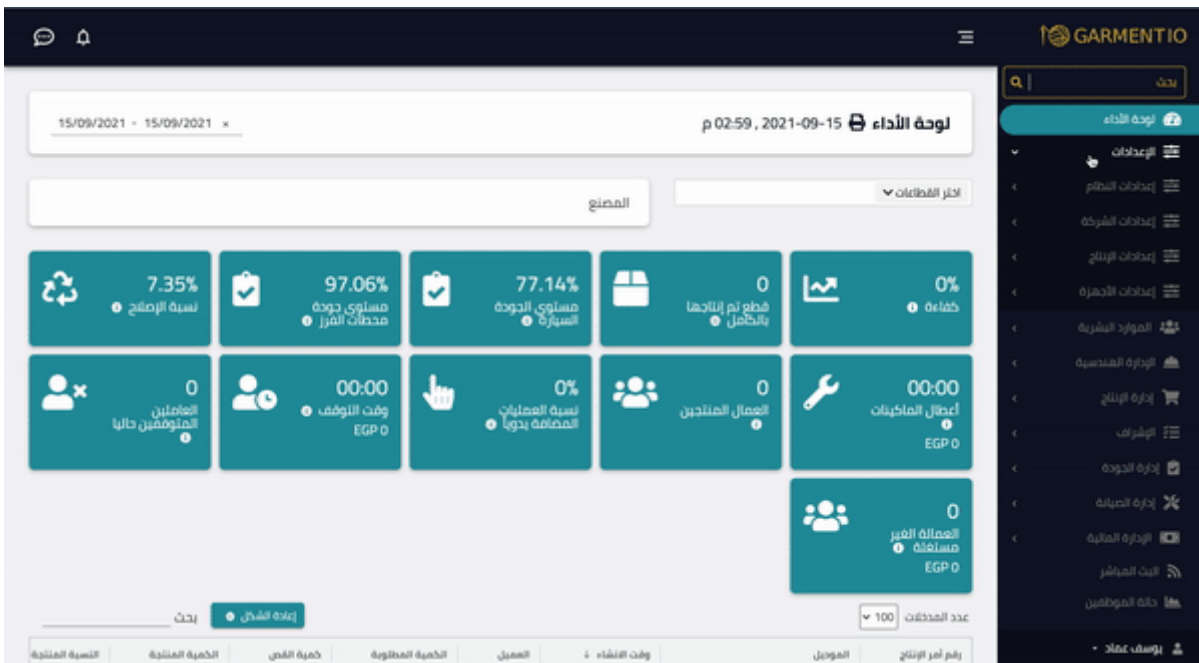 GARMENTIO
بحث
لوحة الأداء
الإعدادات
إعدادات النظام
إعدادات الشركة
إعدادات الإنتاج
إعدادات الأجهزة
الموارد البشرية
الإدارة الهندسية
إدارة الإنتاج
الإشراف
إدارة الجودة
إدارة الصيانة
الإدارة المالية
البث المباشر
حالة الموظفين
يوسف عماد
لوحة الأداء 15-09-2021 , 02:59 م
15/09/2021 - 15/09/2021 ×
اختر القطاعات
المصنع
0%
كفاءة
0
قطع تم إنتاجها
بالكامل
77.14%
مستوى الجودة
السيارة
97.06%
مستوى جودة
محطات الفرز
7.35%
نسبة الإصلاح
00:00
أعطال الماكينات
EGP 0
0
العمال المنتجين
0%
نسبة العمليات
المضافة يدوياً
00:00
وقت التوقف
EGP 0
0
العاملين
المتوقفين حاليا
0
العمالة الغير
مستغلة
EGP 0
عدد المدخلات 100
إعادة الشكل
بحث
رقم أمر الإنتاج
الموديل
وقت الانشاء
العميل
الكمية المطلوبة
كمية القص
الكمية المنتجة
النسبة المنتجة